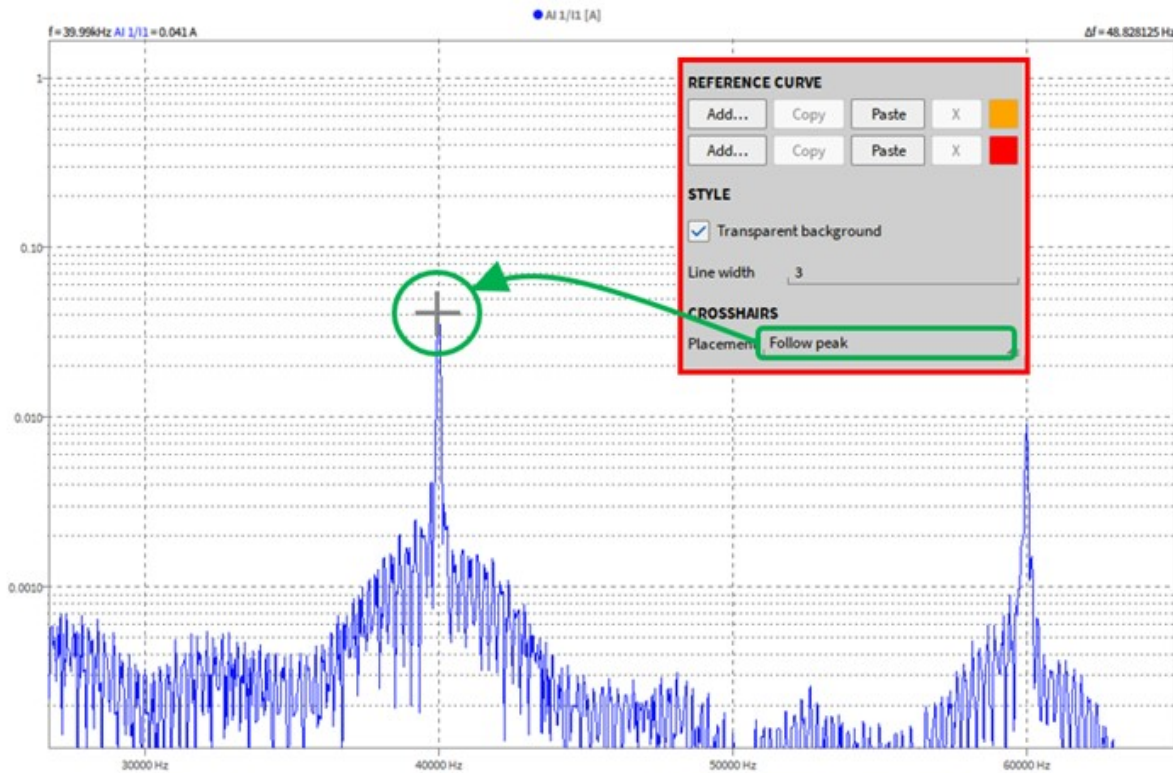 AI 1/I1 [A]
f = 39.99kHz AI 1/I1 = 0.041 A
Δf = 48.828125 Hz
1
0.10
0.010
0.0010
REFERENCE CURVE
Add... Copy Paste X
Add... Copy Paste X
STYLE
Transparent background
Line width 3
CROSSHAIRS
Placement Follow peak
30000 Hz 40000 Hz 50000 Hz 60000 Hz